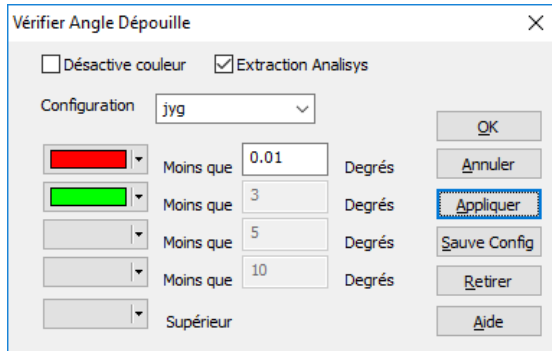 Vérifier Angle Dépouille
Désactive couleur Extraction Analisys
Configuration jyg
OK
Moins que 0.01 Degrés Annuler
Moins que 3 Degrés Appliquer
Moins que 5 Degrés Sauve Config
Moins que 10 Degrés Retirer
Supérieur Aide